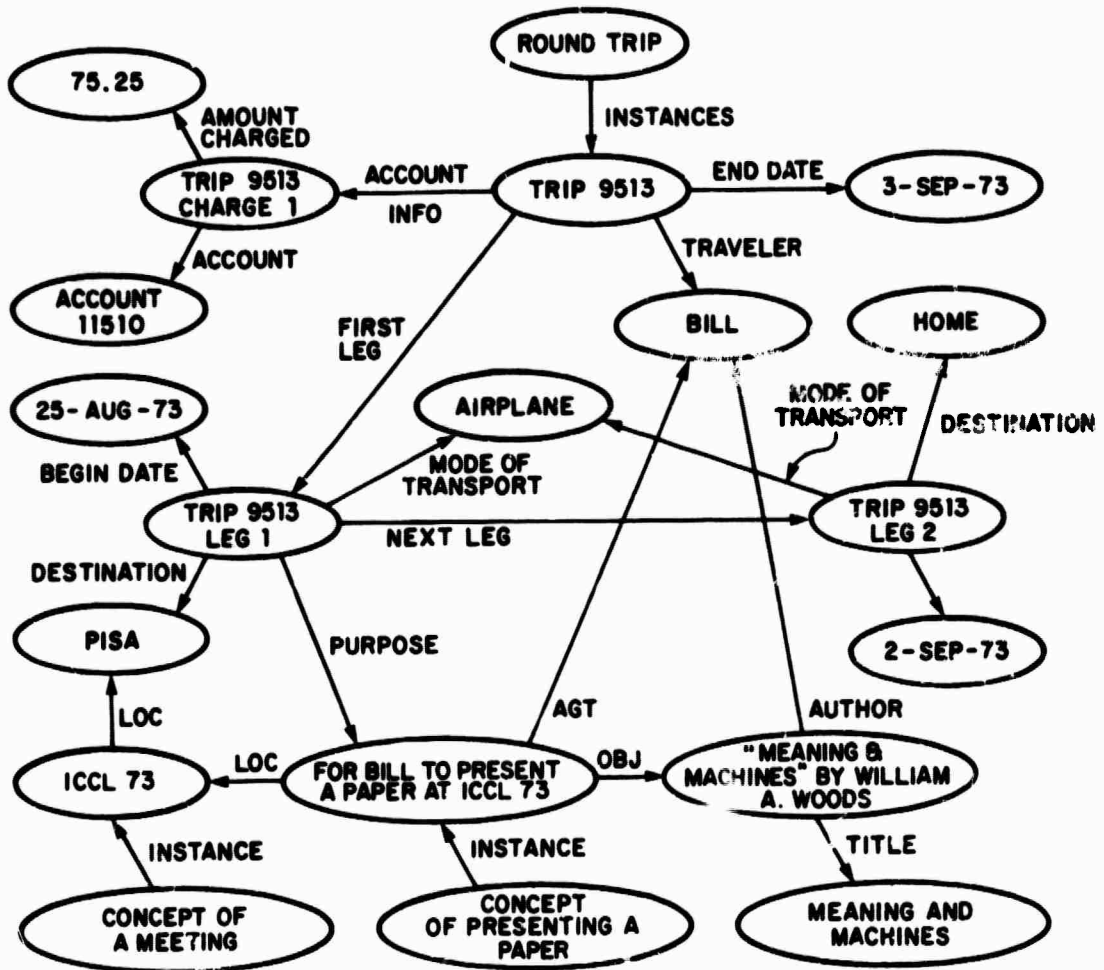 ROUND TRIP
75.25
INSTANCES
AMOUNT
CHARGED
TRIP 9513
CHARGE 1
ACCOUNT
INFO
TRIP 9513
END DATE
3-SEP-73
ACCOUNT
TRAVELER
ACCOUNT
11510
FIRST
LEG
BILL
HOME
25-AUG-73
AIRPLANE
MODE OF
TRANSPORT
DESTINATION
BEGIN DATE
MODE OF
TRANSPORT
TRIP 9513
LEG 1
NEXT LEG
TRIP 9513
LEG 2
DESTINATION
PISA
PURPOSE
2-SEP-73
LOC
AGT
AUTHOR
ICCL 73
LOC
FOR BILL TO PRESENT
A PAPER AT ICCL 73
OBJ
"MEANING &
MACHINES" BY WILLIAM
A. WOODS
INSTANCE
INSTANCE
TITLE
CONCEPT OF
A MEETING
CONCEPT
OF PRESENTING A
PAPER
MEANING AND
MACHINES